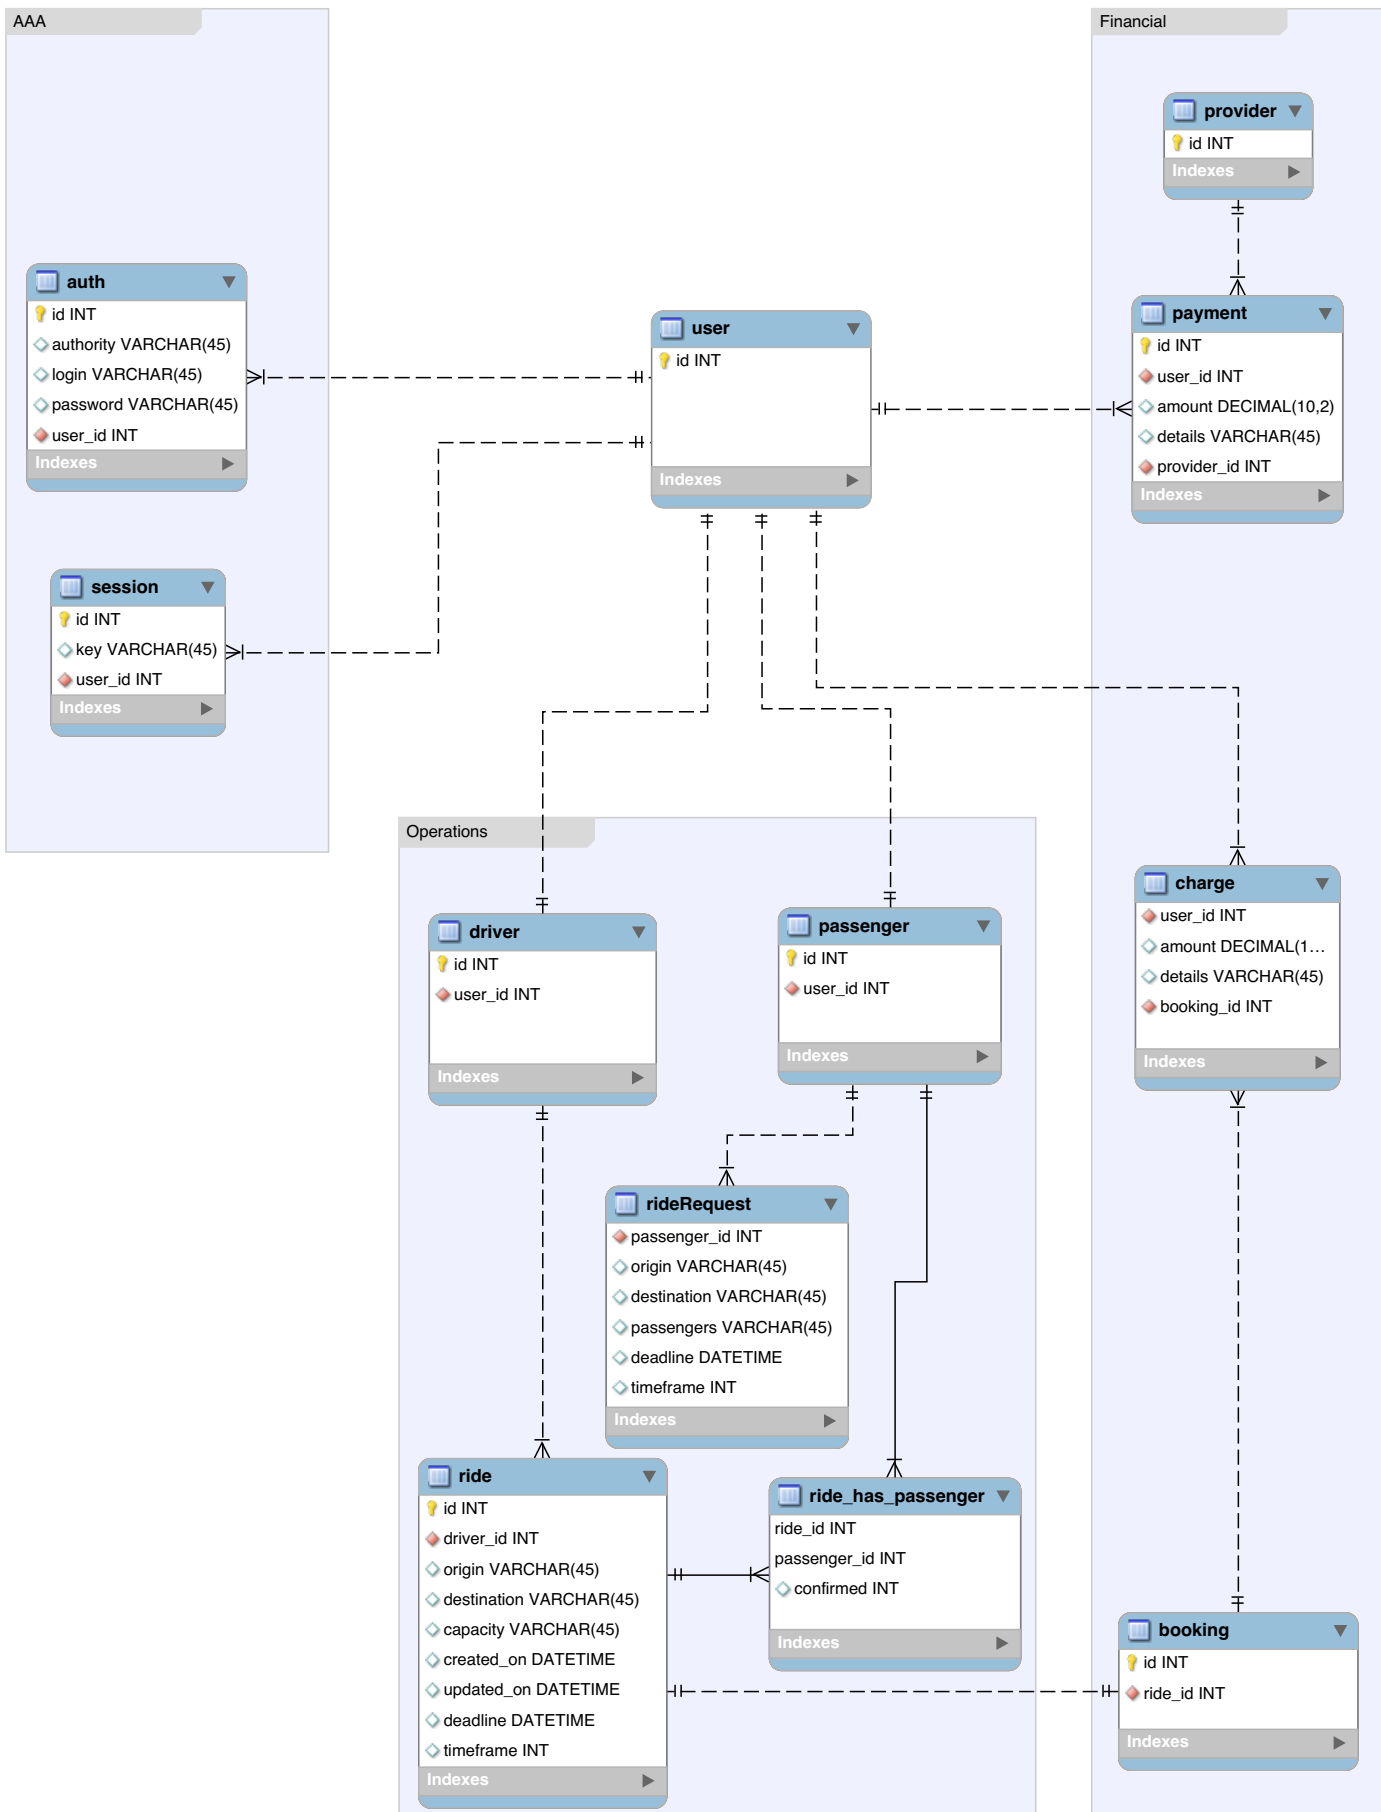 AAA
Financial
provider
id INT
Indexes
auth
id INT
authority VARCHAR(45)
login VARCHAR(45)
password VARCHAR(45)
user_id INT
Indexes
user
id INT
Indexes
payment
id INT
user_id INT
amount DECIMAL(10,2)
details VARCHAR(45)
provider_id INT
Indexes
session
id INT
key VARCHAR(45)
user_id INT
Indexes
Operations
driver
id INT
user_id INT
Indexes
passenger
id INT
user_id INT
Indexes
charge
user_id INT
amount DECIMAL(1...
details VARCHAR(45)
booking_id INT
Indexes
rideRequest
passenger_id INT
origin VARCHAR(45)
destination VARCHAR(45)
passengers VARCHAR(45)
deadline DATETIME
timeframe INT
Indexes
ride
id INT
driver_id INT
origin VARCHAR(45)
destination VARCHAR(45)
capacity VARCHAR(45)
created_on DATETIME
updated_on DATETIME
deadline DATETIME
timeframe INT
Indexes
ride_has_passenger
ride_id INT
passenger_id INT
confirmed INT
Indexes
booking
id INT
ride_id INT
Indexes